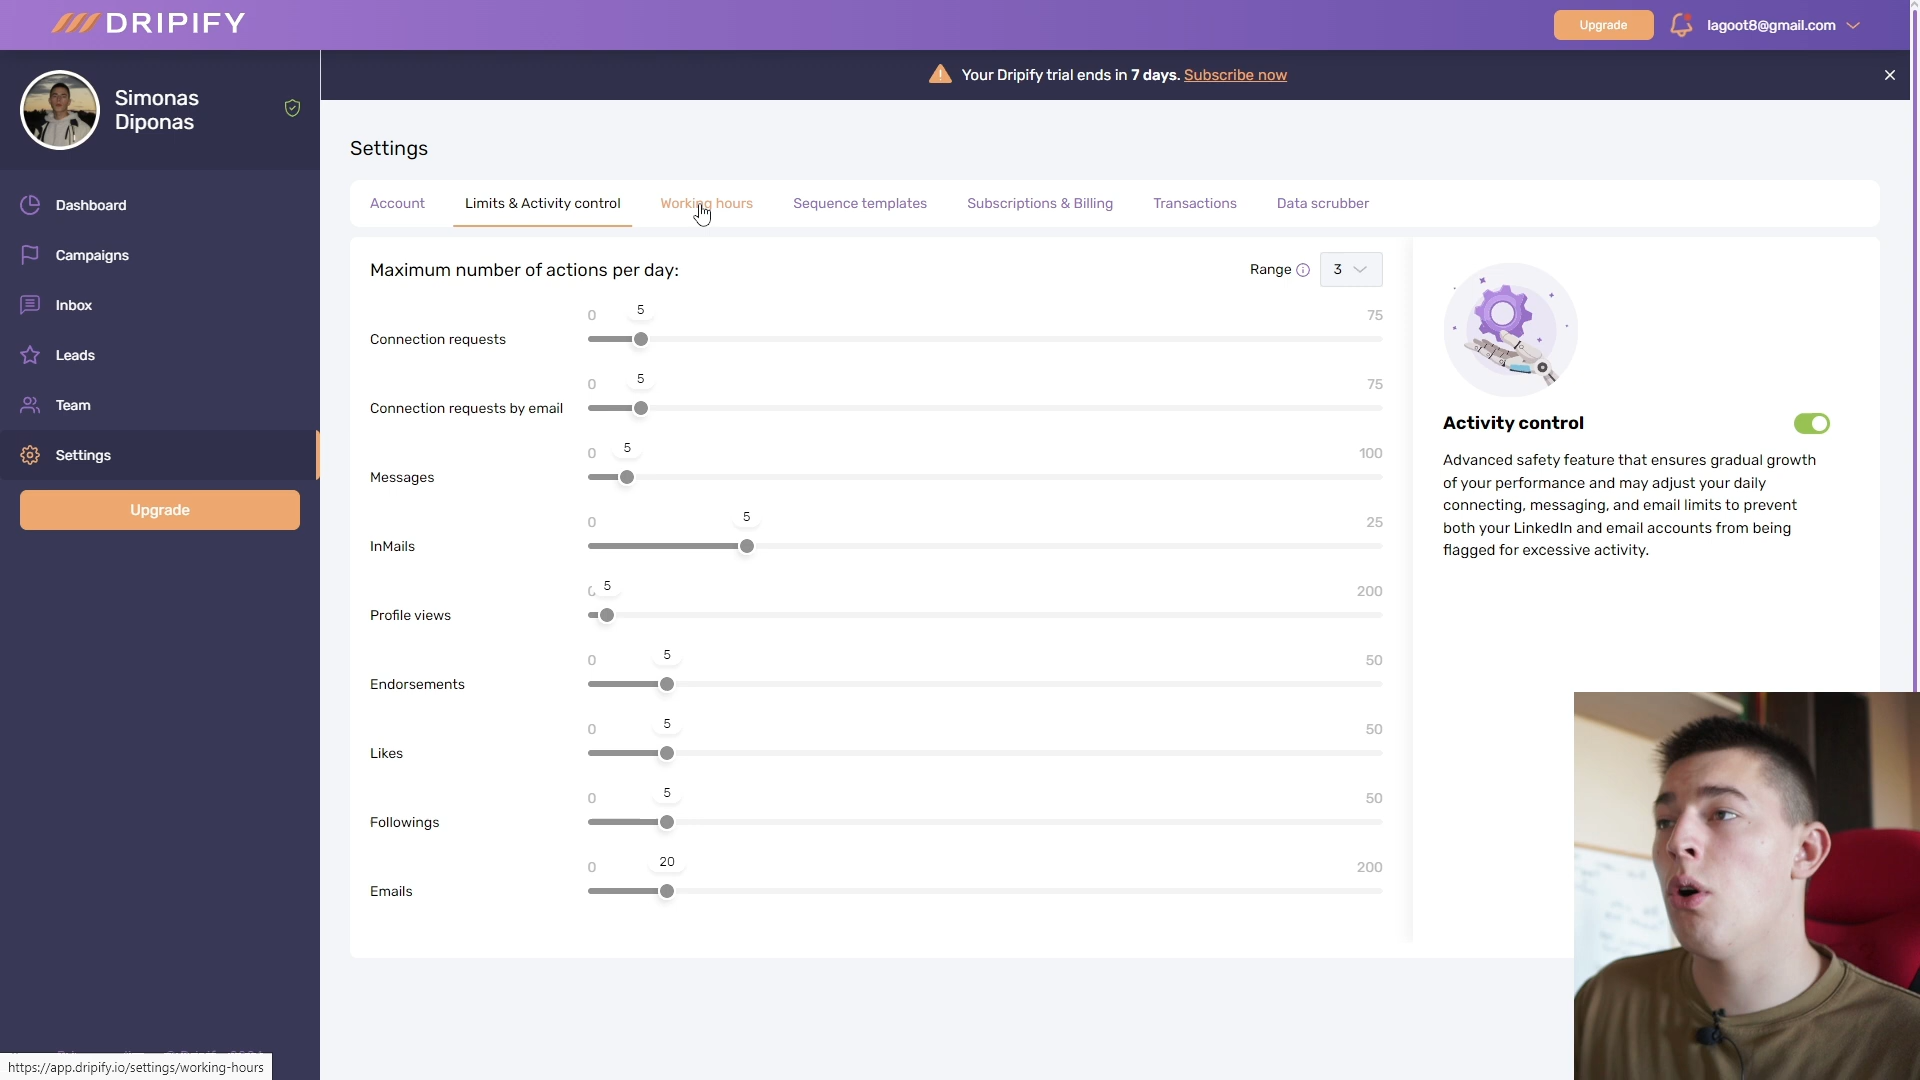 DRIPIFY
Upgrade
lagoot8@gmail.com
Your Dripify trial ends in 7 days. Subscribe now
Simonas
Diponas
Dashboard
Campaigns
Inbox
Leads
Team
Settings
Upgrade
Settings
Account
Limits & Activity control
Working hours
Sequence templates
Subscriptions & Billing
Transactions
Data scrubber
Maximum number of actions per day:
Range
3
0 5 75
Connection requests
0 5 75
Connection requests by email
0 5 100
Messages
0 5 25
InMails
0 5 200
Profile views
0 5 50
Endorsements
0 5 50
Likes
0 5 50
Followings
0 20 200
Emails
Activity control
Advanced safety feature that ensures gradual growth
of your performance and may adjust your daily
connecting, messaging, and email limits to prevent
both your LinkedIn and email accounts from being
flagged for excessive activity.
https://app.dripify.io/settings/working-hours